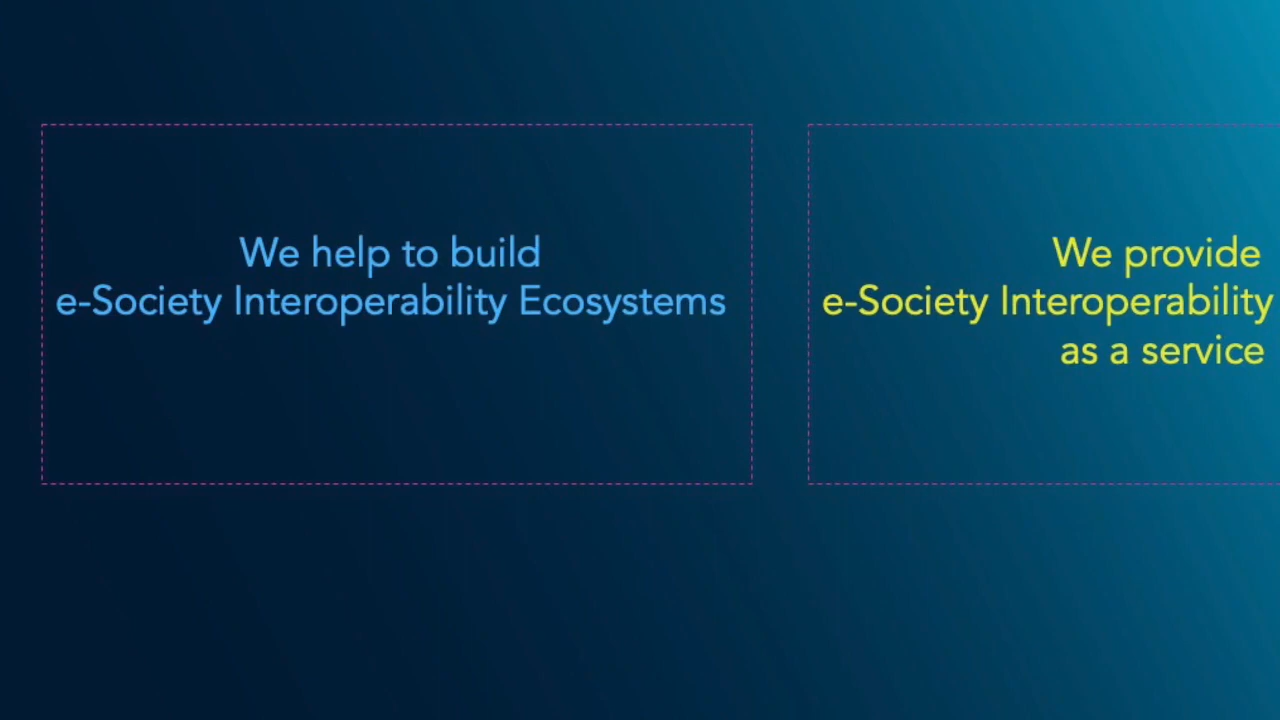 We help to build
e-Society Interoperability Ecosystems
We provide
e-Society Interoperability
as a service